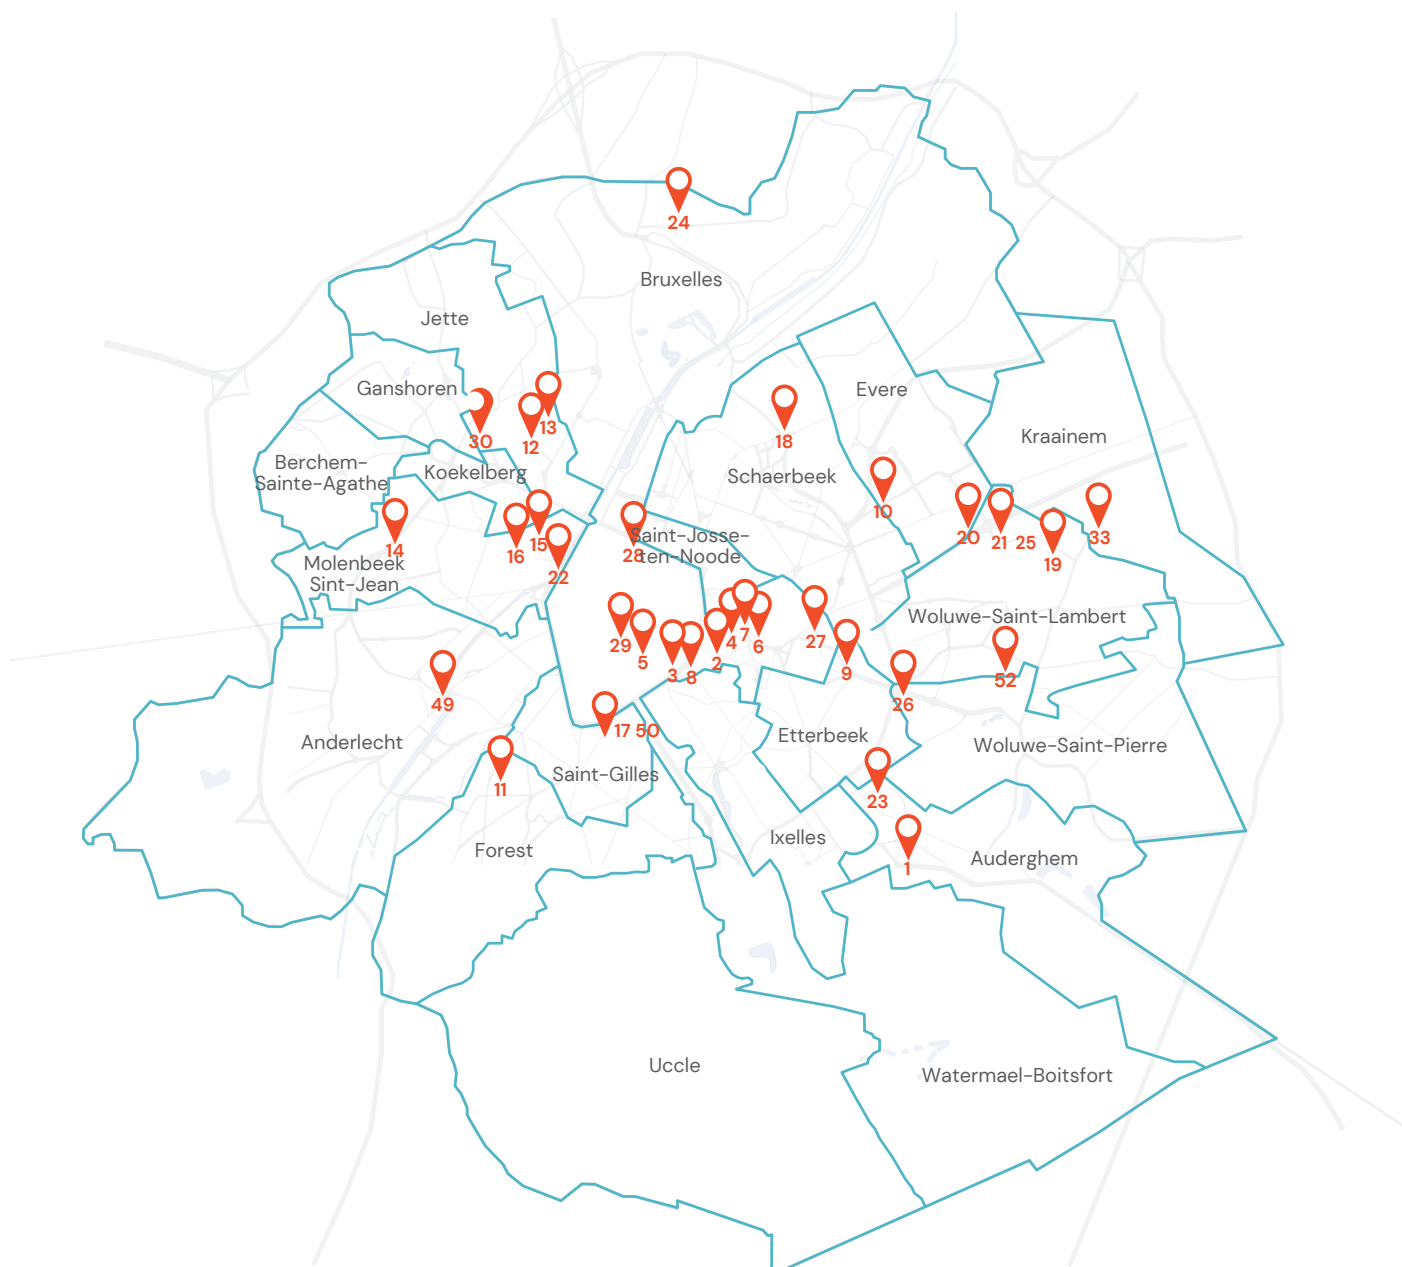 24
Bruxelles
Jette
Ganshoren
Evere
30
13
12
18
Kraainem
Berchem-
Sainte-Agathe
Koekelberg
Schaerbeek
10
14
16
15
22
28
Saint-Josse-
ten-Noode
20
21
25
19
33
Molenbeek
Sint-Jean
Woluwe-Saint-Lambert
29
5
3
8
2
4
7
6
27
9
52
26
49
17 50
Anderlecht
Etterbeek
Woluwe-Saint-Pierre
11
Saint-Gilles
23
Ixelles
Forest
1
Auderghem
Uccle
Watermael-Boitsfort